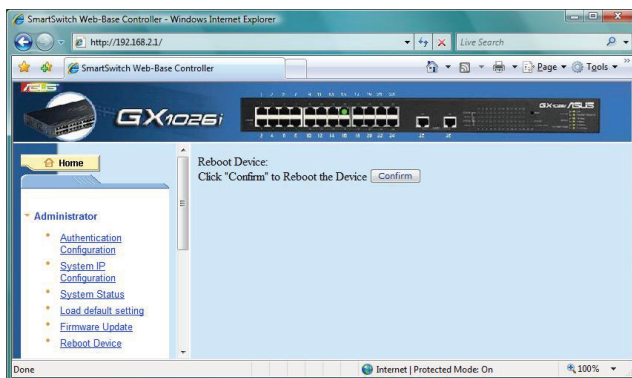 SmartSwitch Web-Base Controller - Windows Internet Explorer
http://192.168.2.1/
Live Search
SmartSwitch Web-Base Controller
Page
Tools
ASUS
GX1026i
ASUS
Home
Administrator
Authentication
Configuration
System IP
Configuration
System Status
Load default setting
Firmware Update
Reboot Device
Reboot Device:
Click "Confirm" to Reboot the Device Confirm
Done
Internet | Protected Mode: On
100%